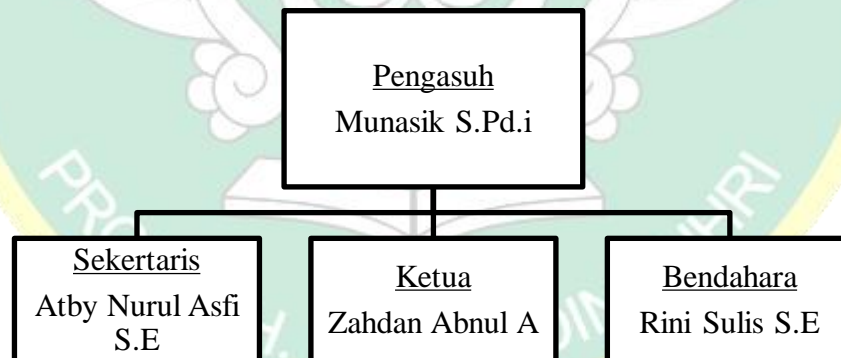 Pengasuh
Munasik S.Pd.i
Sekertaris
Atby Nurul Asfi
S.E
Ketua
Zahdan Abnul A
Bendahara
Rini Sulis S.E